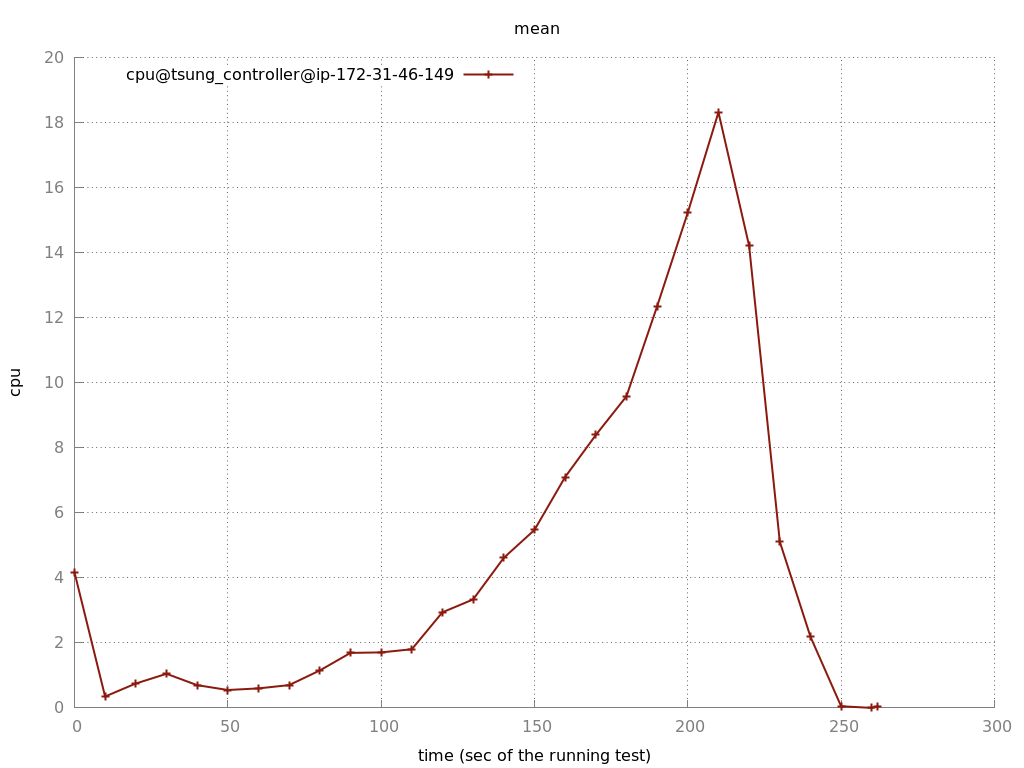 mean
20
cpu@tsung_controller@ip-172-31-46-149
18
16
14
12
10
cpu
8
6
4
2
0
0 50 100 150 200 250 300
time (sec of the running test)